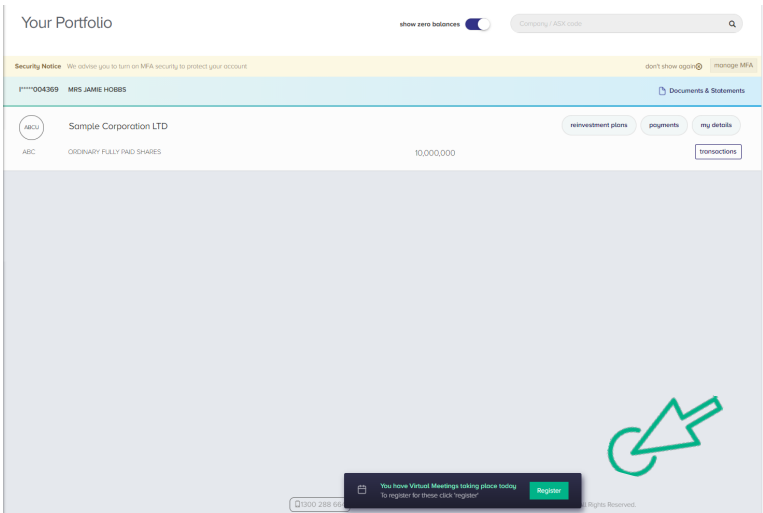 Your Portfolio
show zero balances
Company / ASX code
Security Notice We advise you to turn on MFA security to protect your account
don't show again
manage MFA
I*****004369 MRS JAMIE HOBBS
Documents & Statements
ABCU
Sample Corporation LTD
reinvestment plans
payments
my details
ABC
ORDINARY FULLY PAID SHARES
10,000,000
transactions
You have Virtual Meetings taking place today
To register for these click 'register'
Register
1300 288 66
Rights Reserved.